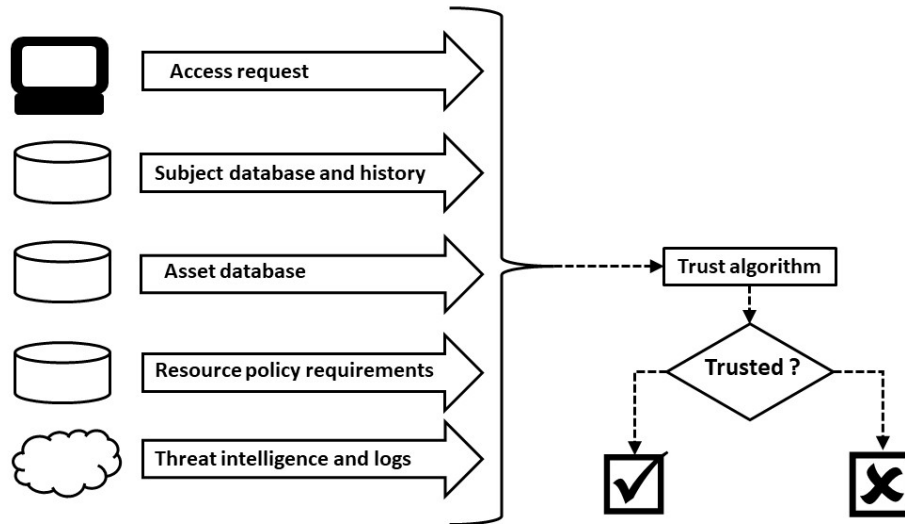 Access request
Subject database and history
Asset database
Resource policy requirements
Threat intelligence and logs
Trust algorithm
Trusted ?